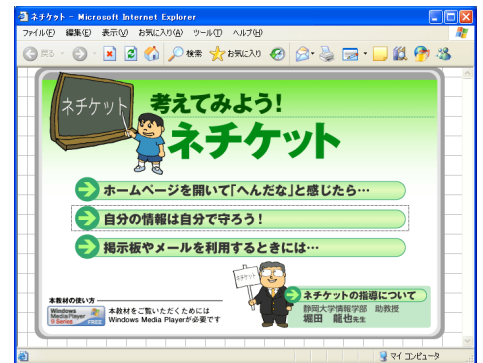 ネチケット - Microsoft Internet Explorer
ファイル(F) 編集(E) 表示(V) お気に入り(A) ツール(T) ヘルプ(H)
戻る 検索 お気に入り
ネチケット
考えてみよう!
ネチケット
ホームページを開いて「へんだな」と感じたら…
自分の情報は自分で守ろう!
掲示板やメールを利用するときには…
ネチケット
本教材の使い方
Windows Media Player 9 Series FREE
本教材をご覧いただくためには
Windows Media Playerが必要です
ネチケットの指導について
静岡大学情報学部 助教授
堀田 龍也先生
マイ コンピュータ